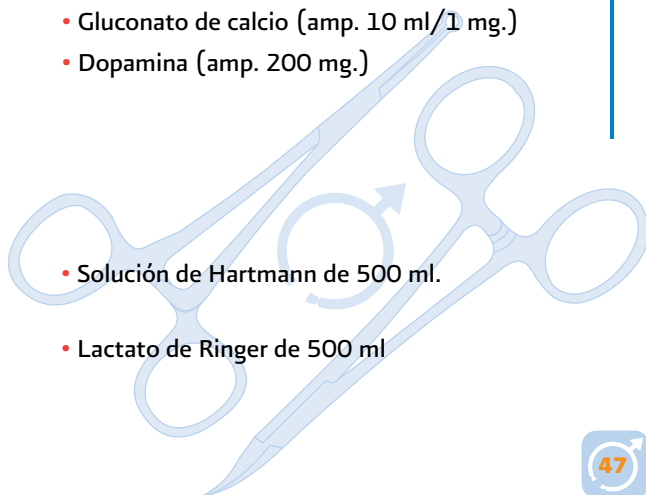 • Gluconato de calcio (amp. 10 ml/1 mg.)
• Dopamina (amp. 200 mg.)
• Solución de Hartmann de 500 ml.
• Lactato de Ringer de 500 ml
47